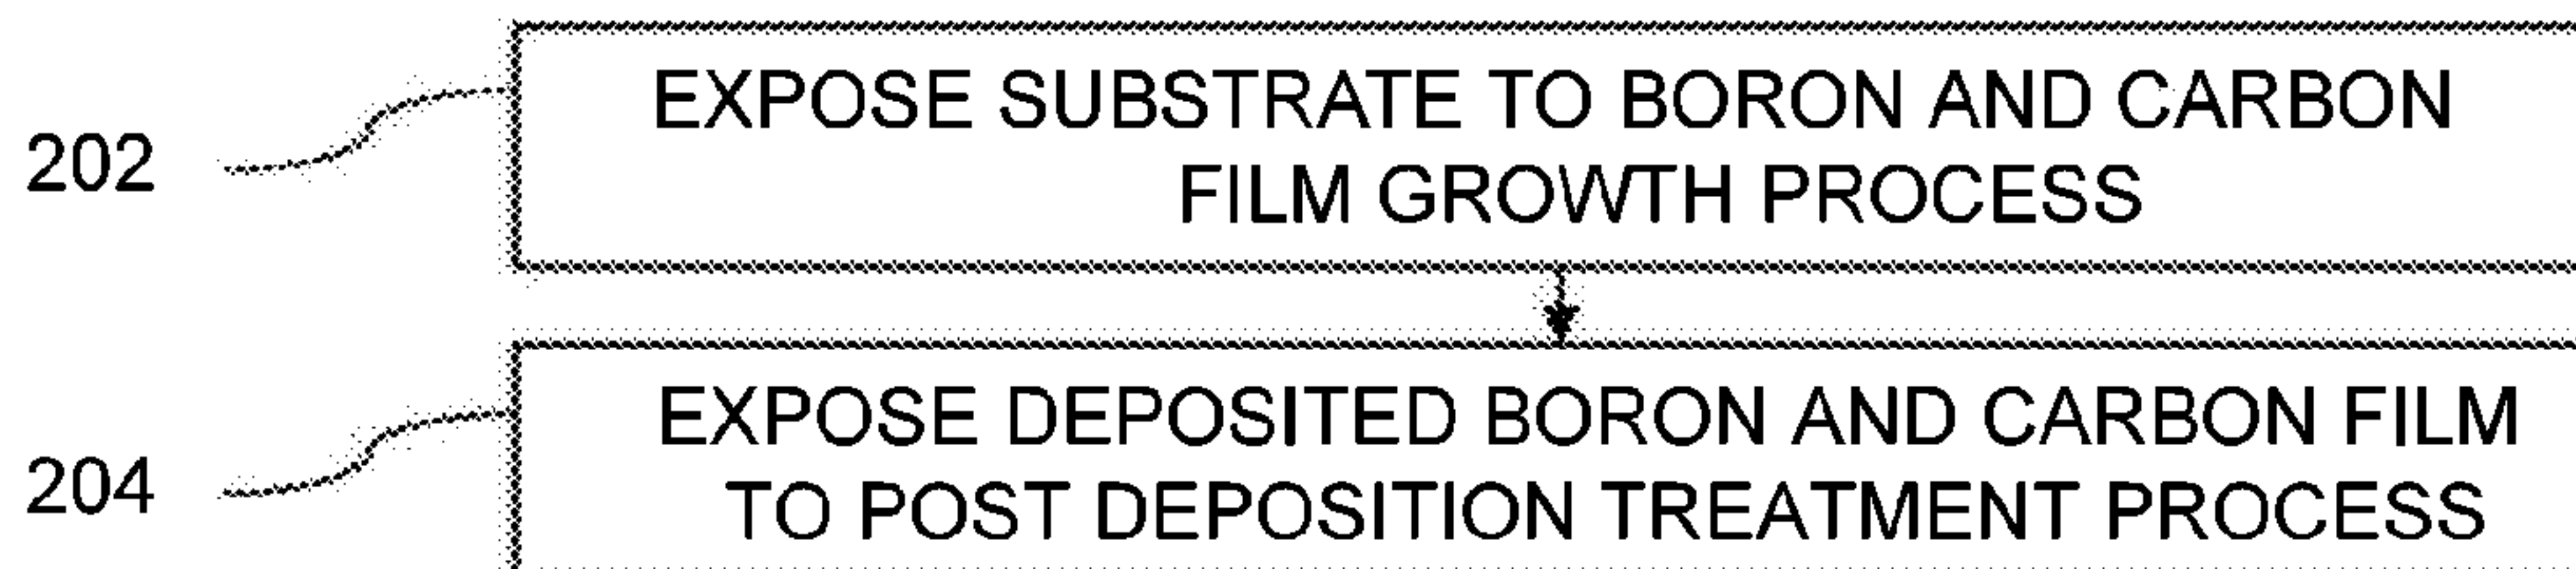 202
EXPOSE SUBSTRATE TO BORON AND CARBON
FILM GROWTH PROCESS
204
EXPOSE DEPOSITED BORON AND CARBON FILM
TO POST DEPOSITION TREATMENT PROCESS